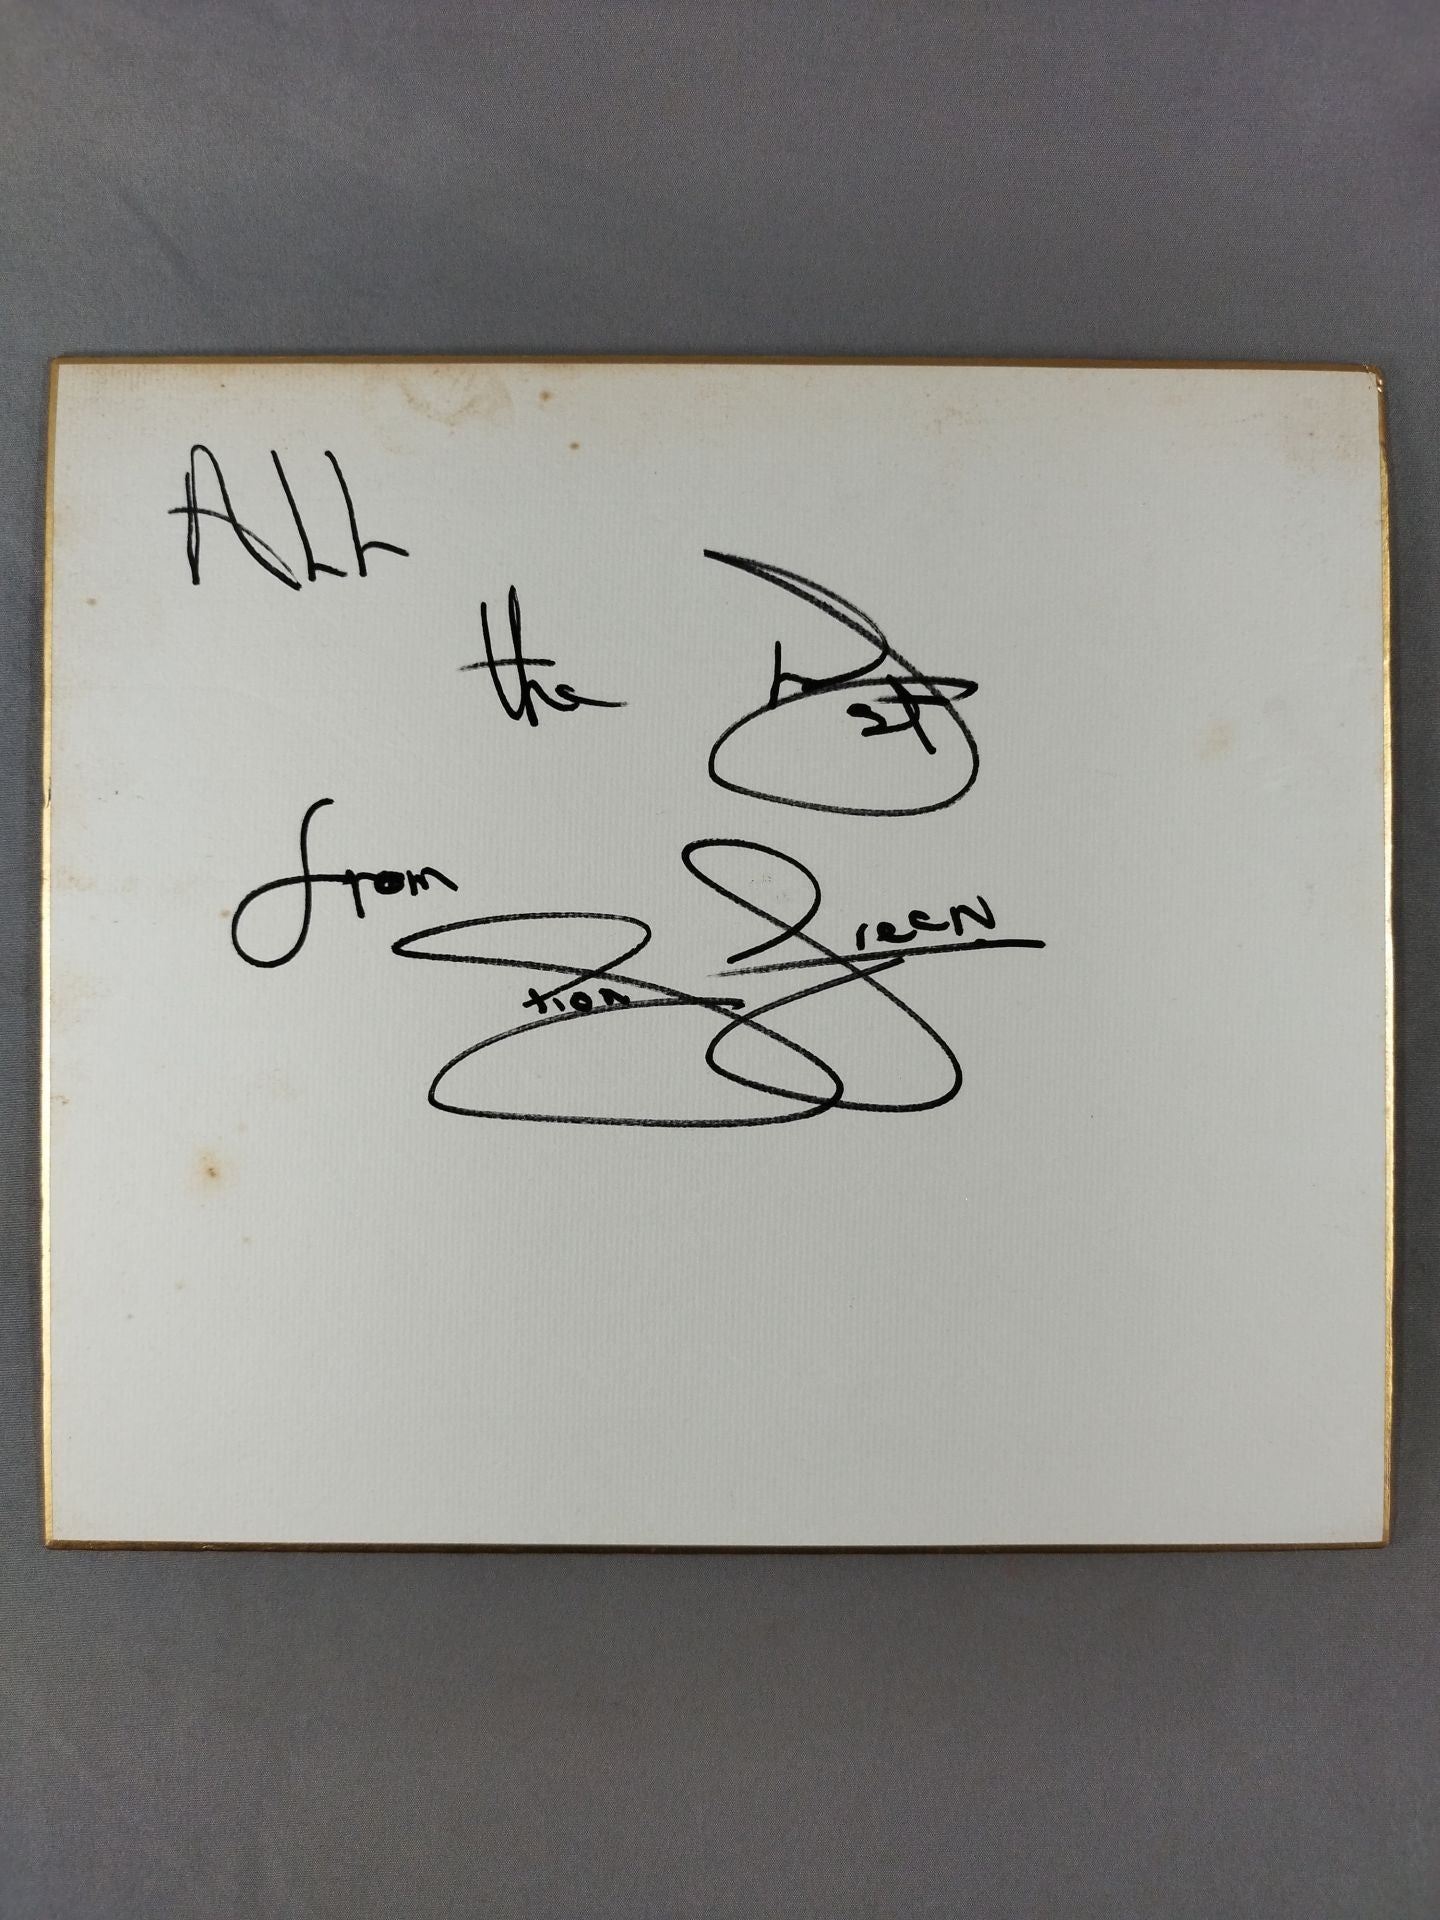 ALL
the Best
from
Green